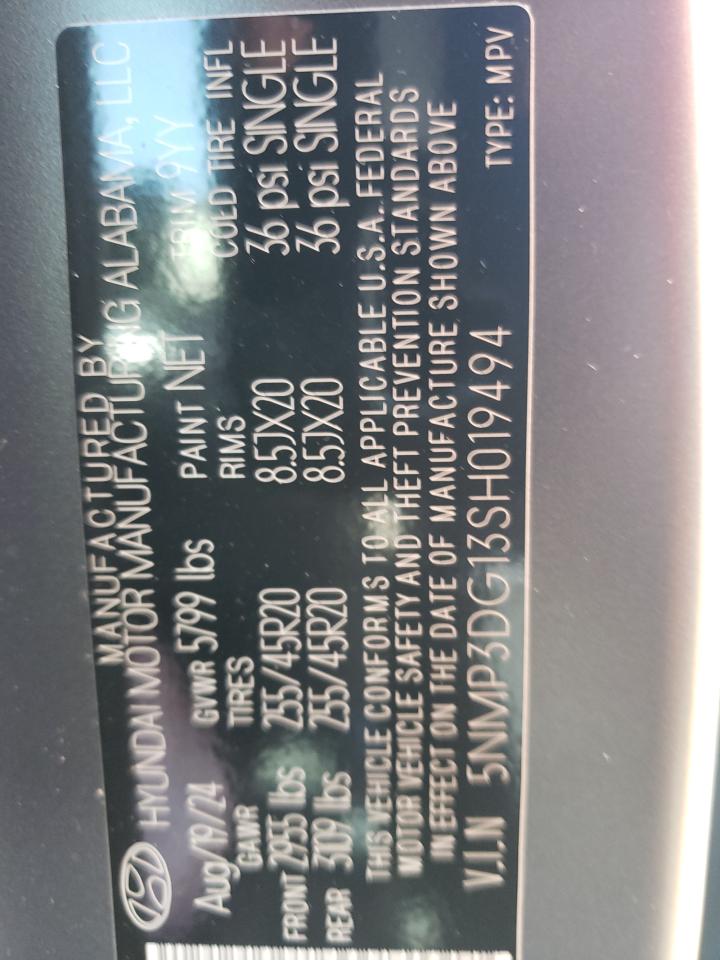 MANUFACTURED BY
HYUNDAI MOTOR MANUFACTURING ALABAMA, LLC
Aug/19/24 GVWR 5799 lbs PAINT NET TRIM 9YY
GAWR TIRES RIMS COLD TIRE INFL
FRONT 2955 lbs 255/45R20 8.5JX20 36 psi SINGLE
REAR 3109 lbs 255/45R20 8.5JX20 36 psi SINGLE
THIS VEHICLE CONFORMS TO ALL APPLICABLE U.S.A. FEDERAL
MOTOR VEHICLE SAFETY AND THEFT PREVENTION STANDARDS
IN EFFECT ON THE DATE OF MANUFACTURE SHOWN ABOVE
V.I.N 5NMP3DG13SH019494 TYPE: MPV